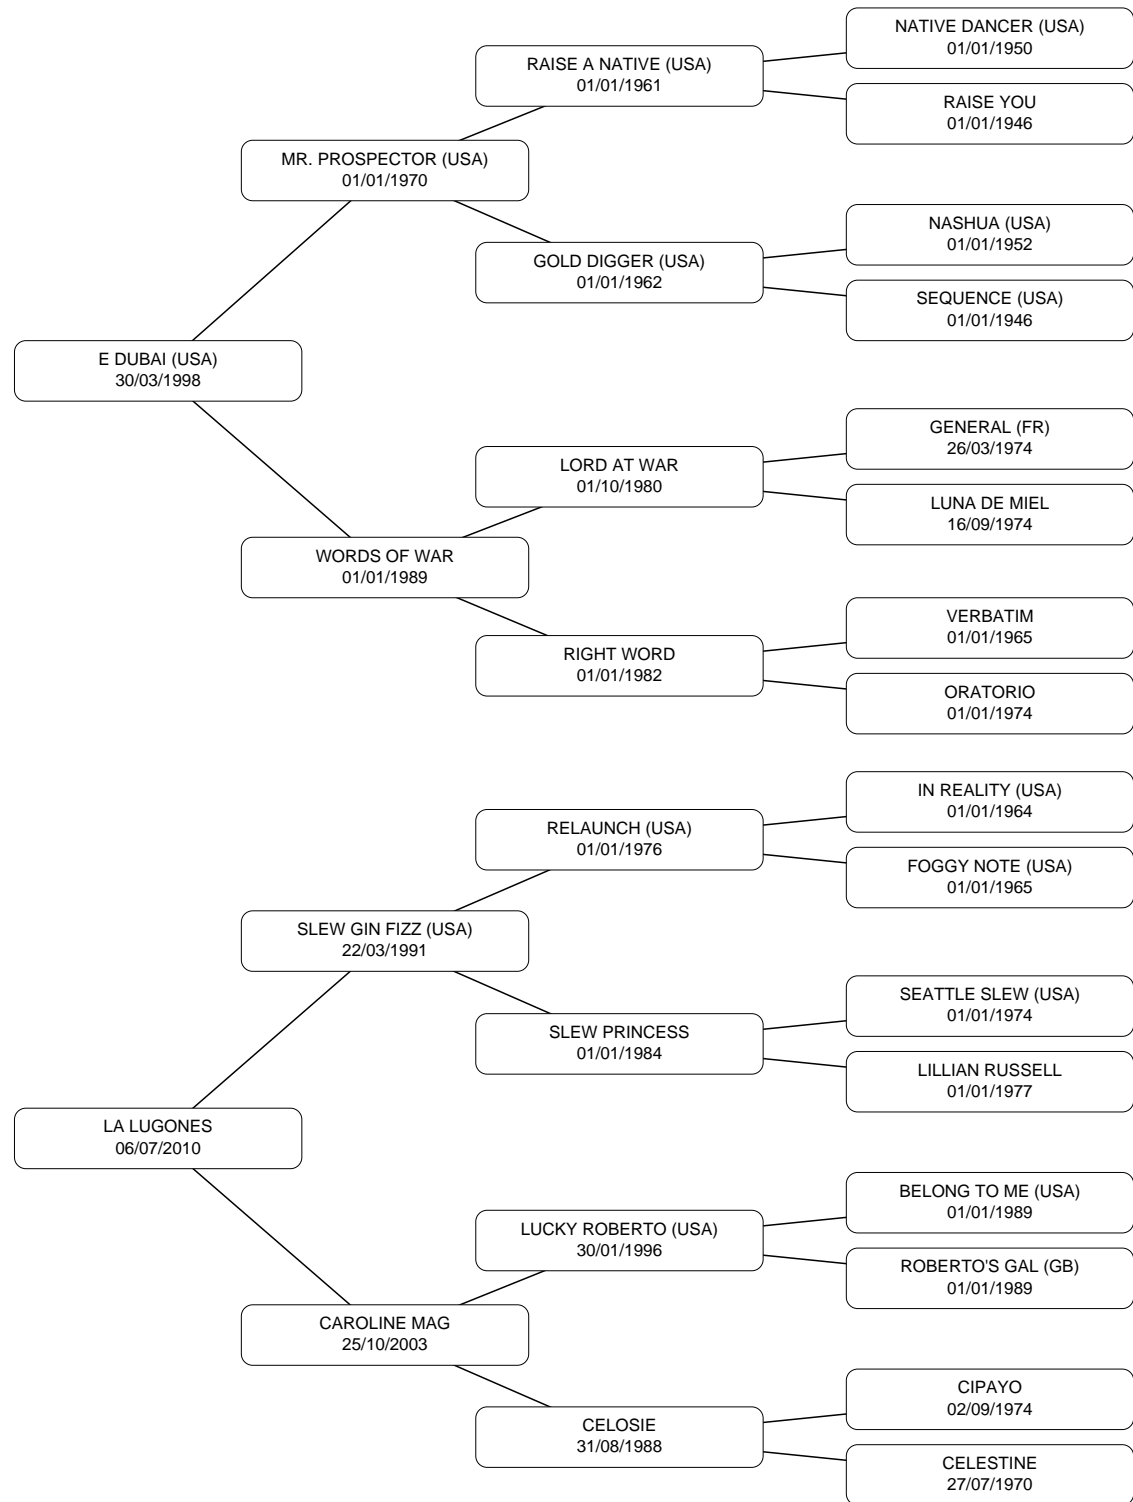 NATIVE DANCER (USA)
01/01/1950
RAISE A NATIVE (USA)
01/01/1961
RAISE YOU
01/01/1946
MR. PROSPECTOR (USA)
01/01/1970
NASHUA (USA)
01/01/1952
GOLD DIGGER (USA)
01/01/1962
SEQUENCE (USA)
01/01/1946
E DUBAI (USA)
30/03/1998
GENERAL (FR)
26/03/1974
LORD AT WAR
01/10/1980
LUNA DE MIEL
16/09/1974
WORDS OF WAR
01/01/1989
VERBATIM
01/01/1965
RIGHT WORD
01/01/1982
ORATORIO
01/01/1974
IN REALITY (USA)
01/01/1964
RELAUNCH (USA)
01/01/1976
FOGGY NOTE (USA)
01/01/1965
SLEW GIN FIZZ (USA)
22/03/1991
SEATTLE SLEW (USA)
01/01/1974
SLEW PRINCESS
01/01/1984
LILLIAN RUSSELL
01/01/1977
LA LUGONES
06/07/2010
BELONG TO ME (USA)
01/01/1989
LUCKY ROBERTO (USA)
30/01/1996
ROBERTO'S GAL (GB)
01/01/1989
CAROLINE MAG
25/10/2003
CIPAYO
02/09/1974
CELOSIE
31/08/1988
CELESTINE
27/07/1970